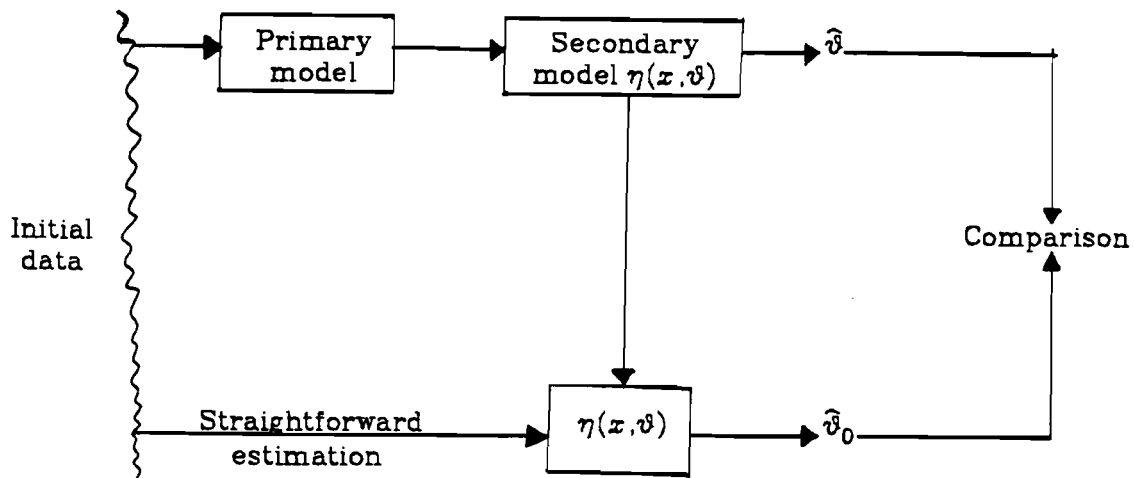 Primary
model
Secondary
model η(x,ϑ)
ϑ̂
Initial
data
Comparison
Straightforward
estimation
η(x,ϑ)
ϑ̂₀